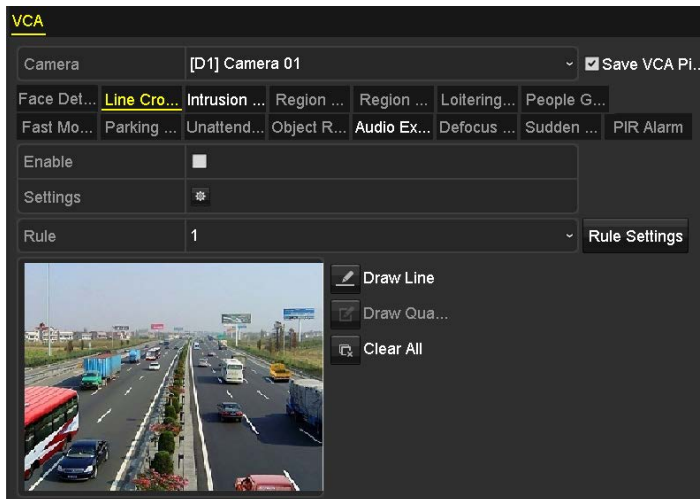 VCA
Camera [D1] Camera 01 Save VCA Pi...
Face Det... Line Cro... Intrusion ... Region ... Region ... Loitering... People G...
Fast Mo... Parking ... Unattend... Object R... Audio Ex... Defocus ... Sudden ... PIR Alarm
Enable
Settings
Rule 1 Rule Settings
Draw Line
Draw Qua...
Clear All